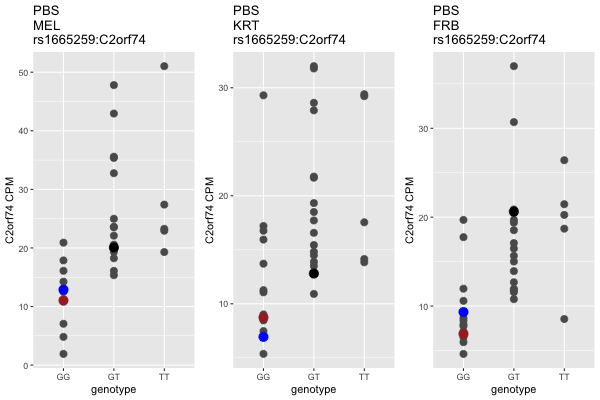 PBS
MEL
rs1665259:C2orf74
C2orf74 CPM
50
40
30
20
10
0
GG GT TT
genotype
PBS
KRT
rs1665259:C2orf74
C2orf74 CPM
30
20
10
GG GT TT
genotype
PBS
FRB
rs1665259:C2orf74
C2orf74 CPM
30
20
10
GG GT TT
genotype